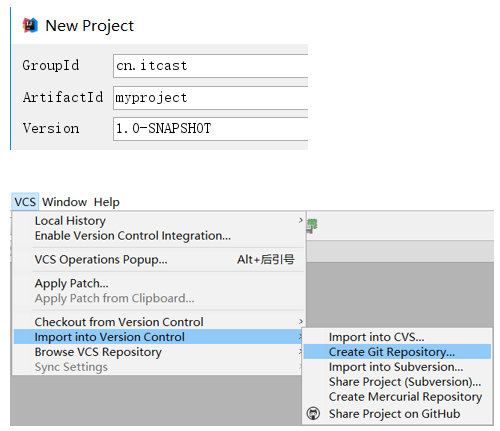 New Project
GroupId cn.itcast
ArtifactId myproject
Version 1.0-SNAPSHOT
VCS Window Help
Local History
Enable Version Control Integration...
VCS Operations Popup... Alt+后引号
Apply Patch...
Apply Patch from Clipboard...
Checkout from Version Control
Import into Version Control
Browse VCS Repository
Sync Settings
Import into CVS...
Create Git Repository...
Import into Subversion...
Share Project (Subversion)...
Create Mercurial Repository
Share Project on GitHub